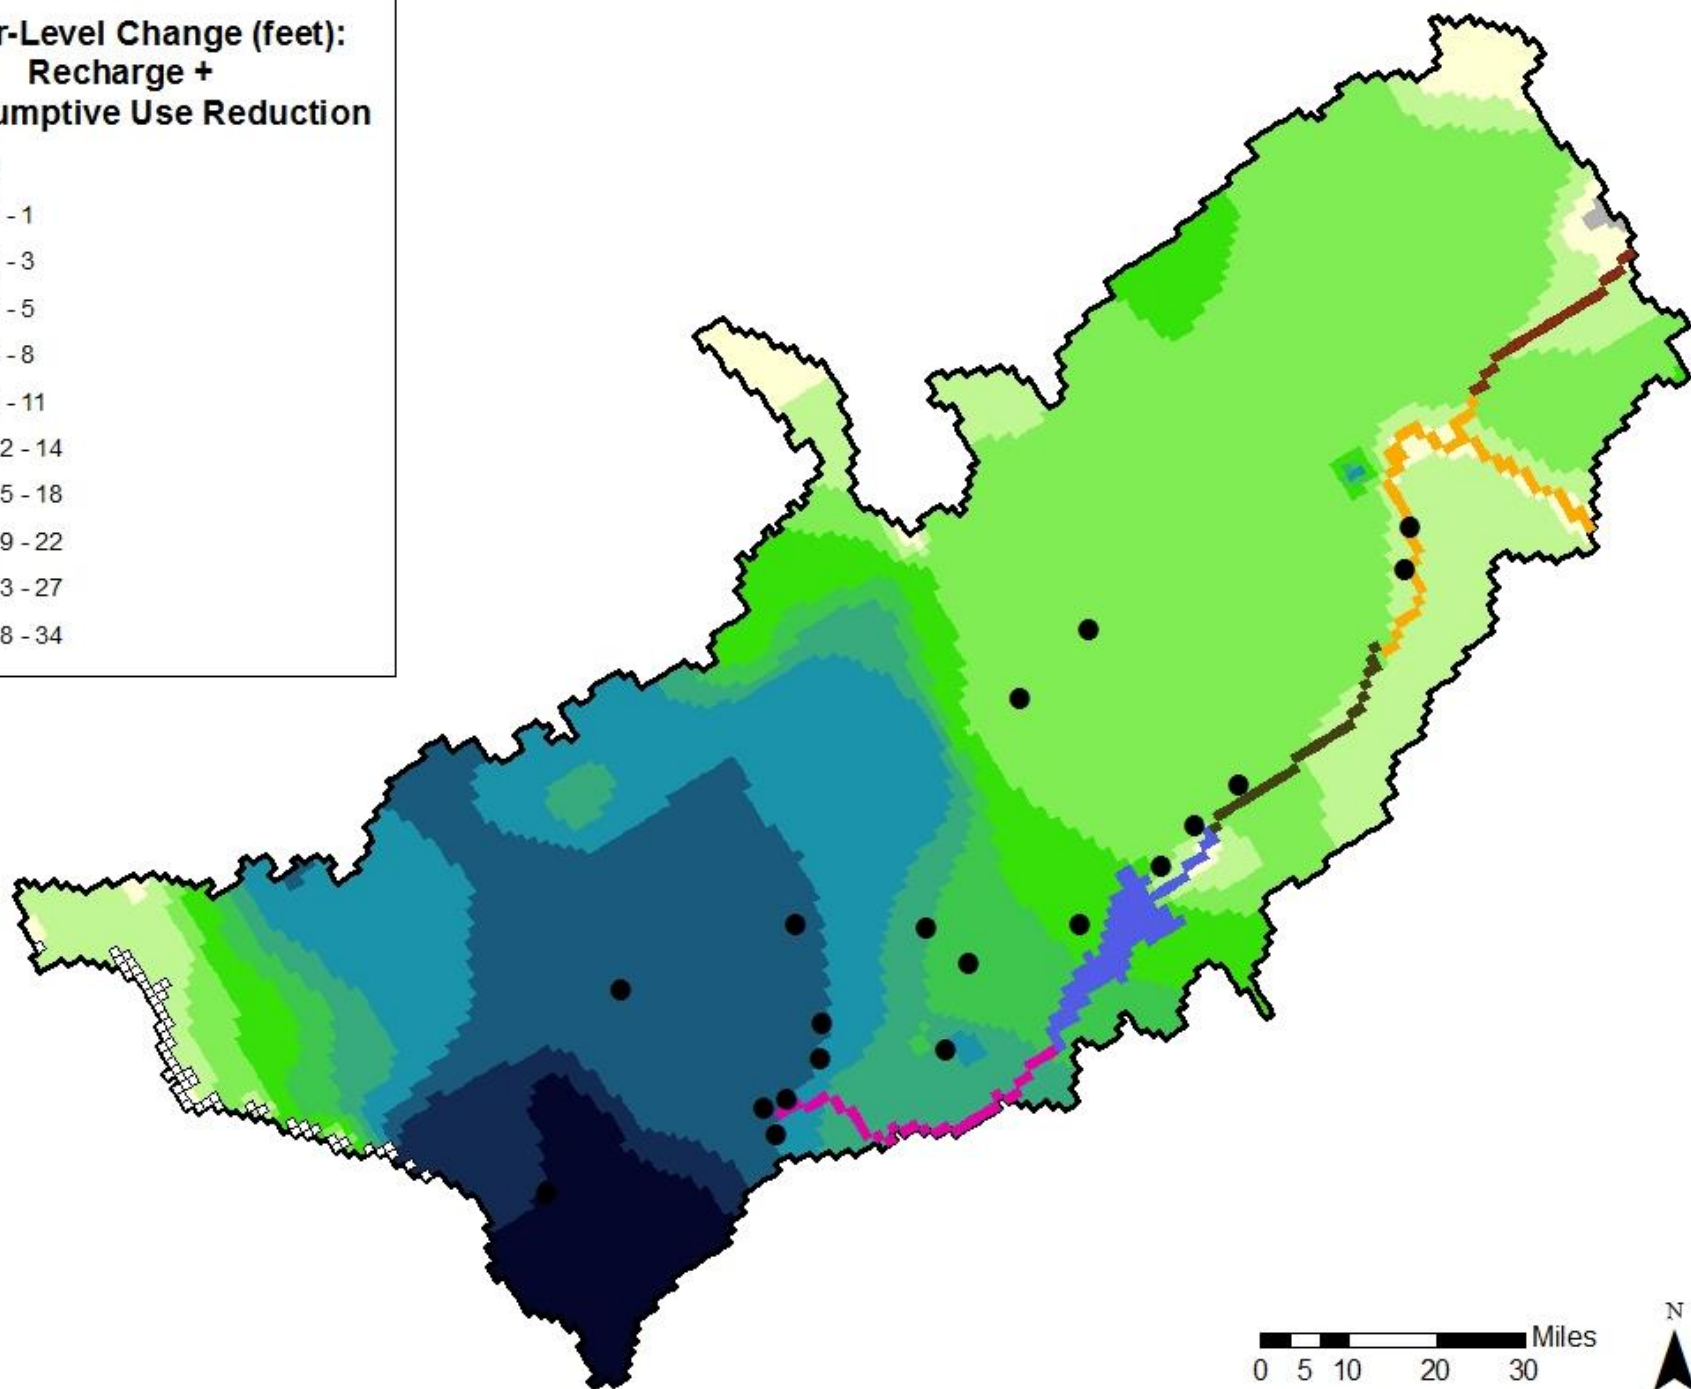 r-Level Change (feet):
Recharge +
umptive Use Reduction
- 1
- 3
- 5
- 8
- 11
2 - 14
5 - 18
9 - 22
3 - 27
8 - 34
N
Miles
0 5 10 20 30